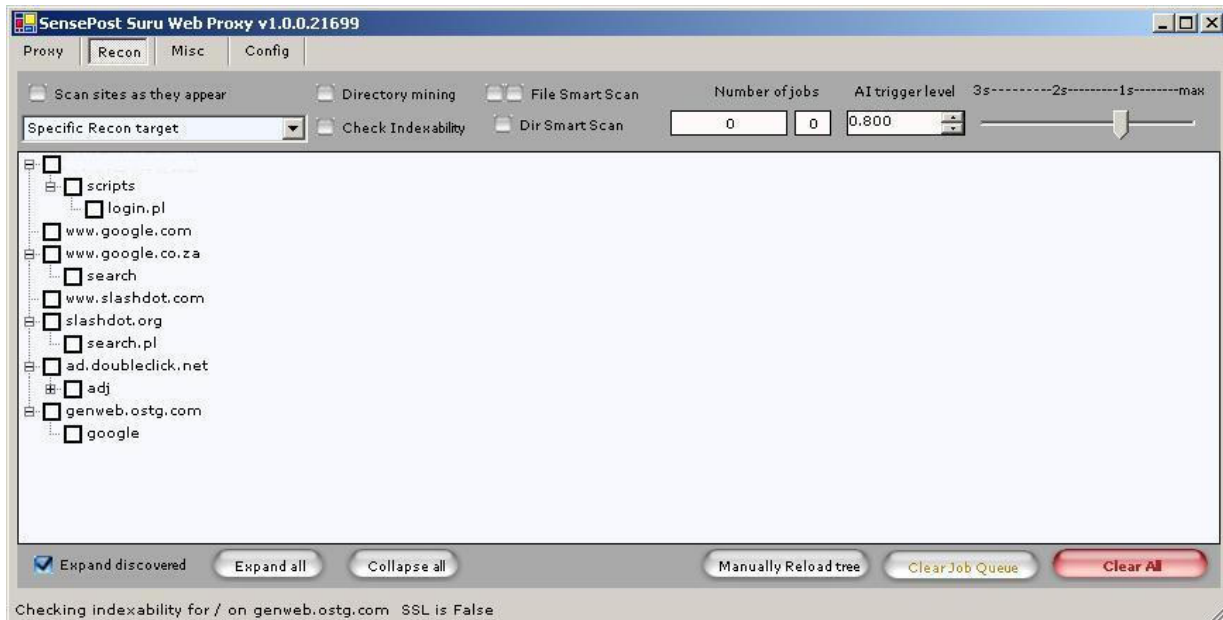 SensePost Suru Web Proxy v1.0.0.21699
Proxy Recon Misc Config
Scan sites as they appear Directory mining File Smart Scan Number of jobs AI trigger level 3s---------2s---------1s-------max
Specific Recon target Check Indexability Dir Smart Scan 0 0 0.800
scripts
login.pl
www.google.com
www.google.co.za
search
www.slashdot.com
slashdot.org
search.pl
ad.doubleclick.net
adj
genweb.ostg.com
google
Expand discovered Expand all Collapse all Manually Reload tree Clear Job Queue Clear All
Checking indexability for / on genweb.ostg.com SSL is False